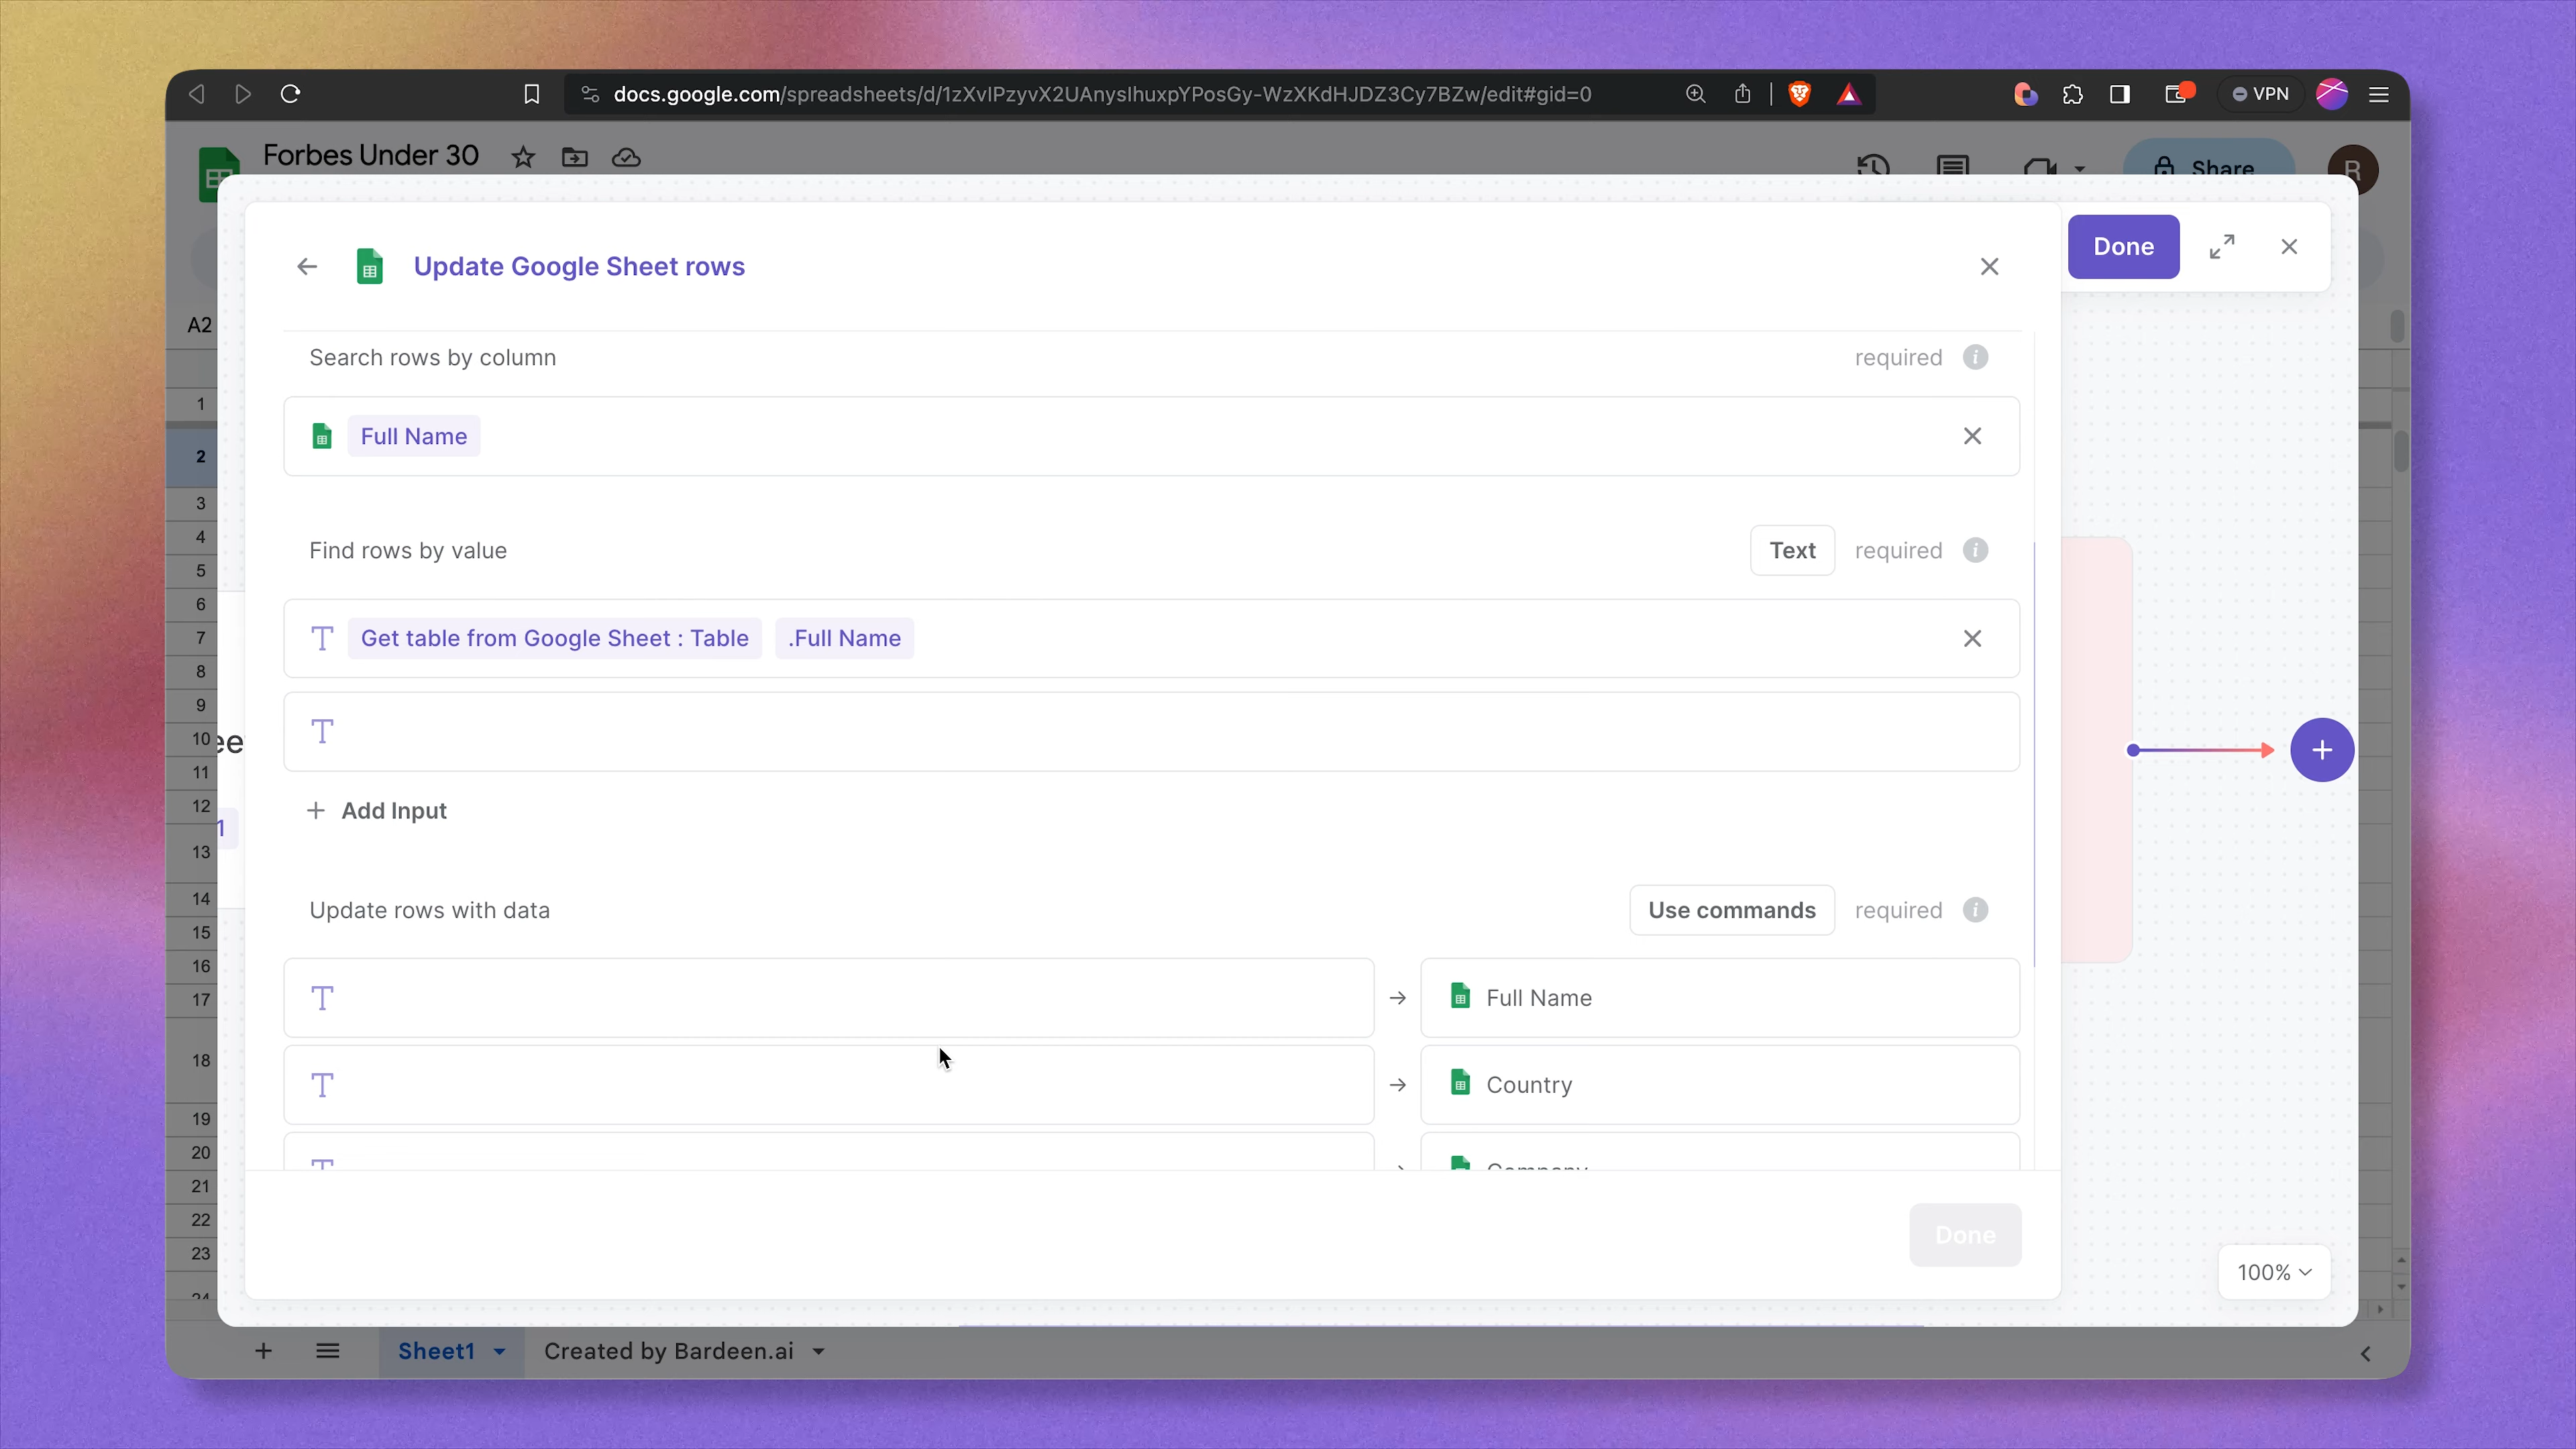 docs.google.com/spreadsheets/d/1zXvIPzyvX2UAnyslhuxpYPosGy-WzXKdHJDZ3Cy7BZw/edit#gid=0
VPN
Forbes Under 30
Share
R
Update Google Sheet rows
Done
A2
Search rows by column
required
1
Full Name
2
3
4
Find rows by value
Text
required
5
6
7
Get table from Google Sheet : Table
.Full Name
8
9
10
11
12
Add Input
1
13
14
Update rows with data
Use commands
required
15
16
17
Full Name
18
Country
19
20
Company
21
22
23
Done
24
100%
Sheet1
Created by Bardeen.ai